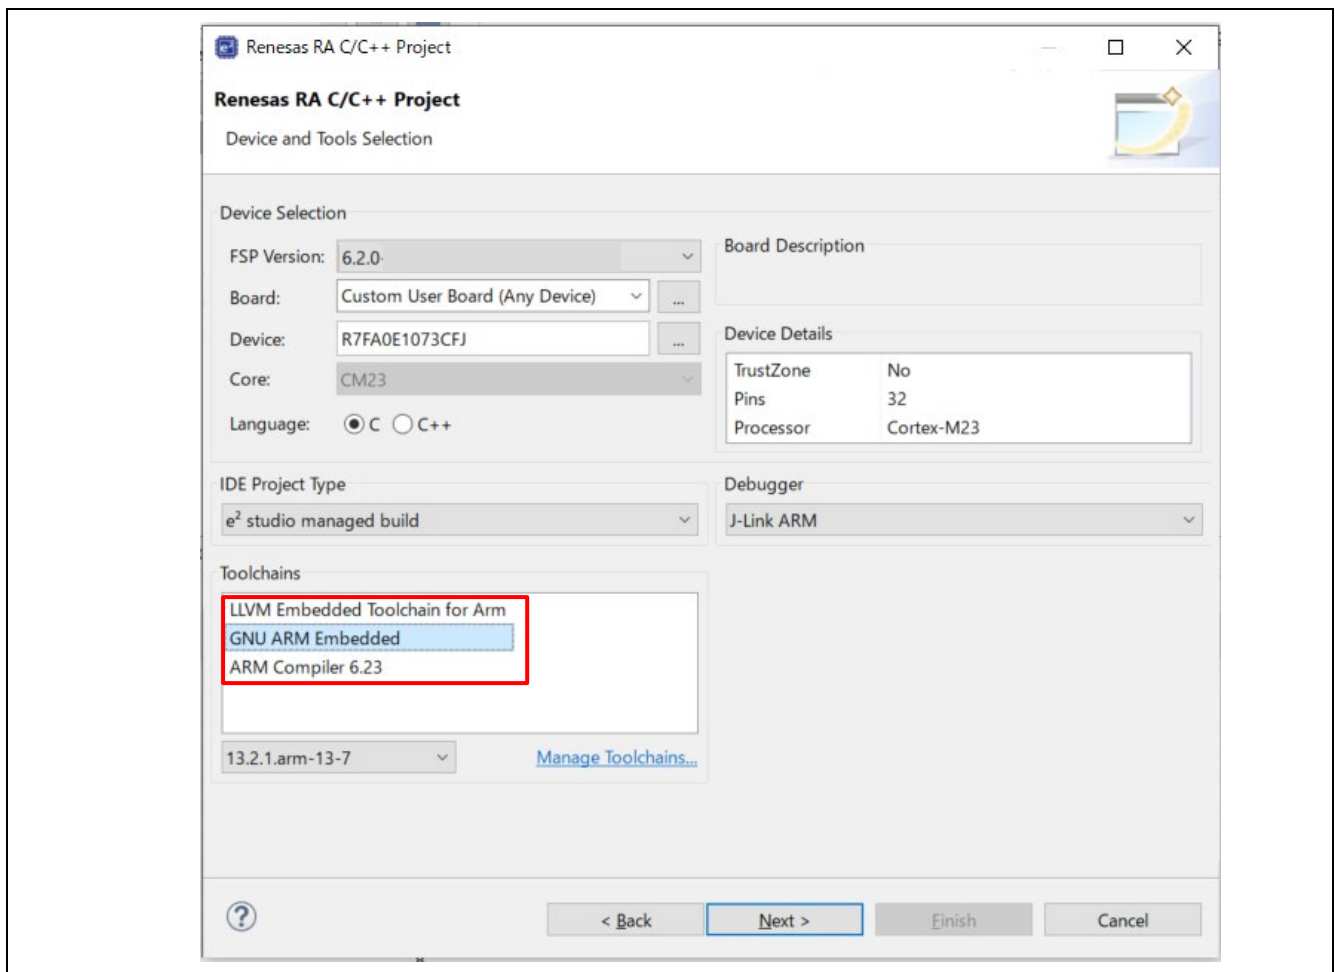 Renesas RA C/C++ Project
Renesas RA C/C++ Project
Device and Tools Selection
Device Selection
FSP Version: 6.2.0
Board: Custom User Board (Any Device) ...
Device: R7FA0E1073CFJ ...
Core: CM23
Language: C C++
Board Description
Device Details
TrustZone No
Pins 32
Processor Cortex-M23
IDE Project Type
e² studio managed build
Debugger
J-Link ARM
Toolchains
LLVM Embedded Toolchain for Arm
GNU ARM Embedded
ARM Compiler 6.23
13.2.1.arm-13-7 Manage Toolchains...
? < Back Next > Finish Cancel